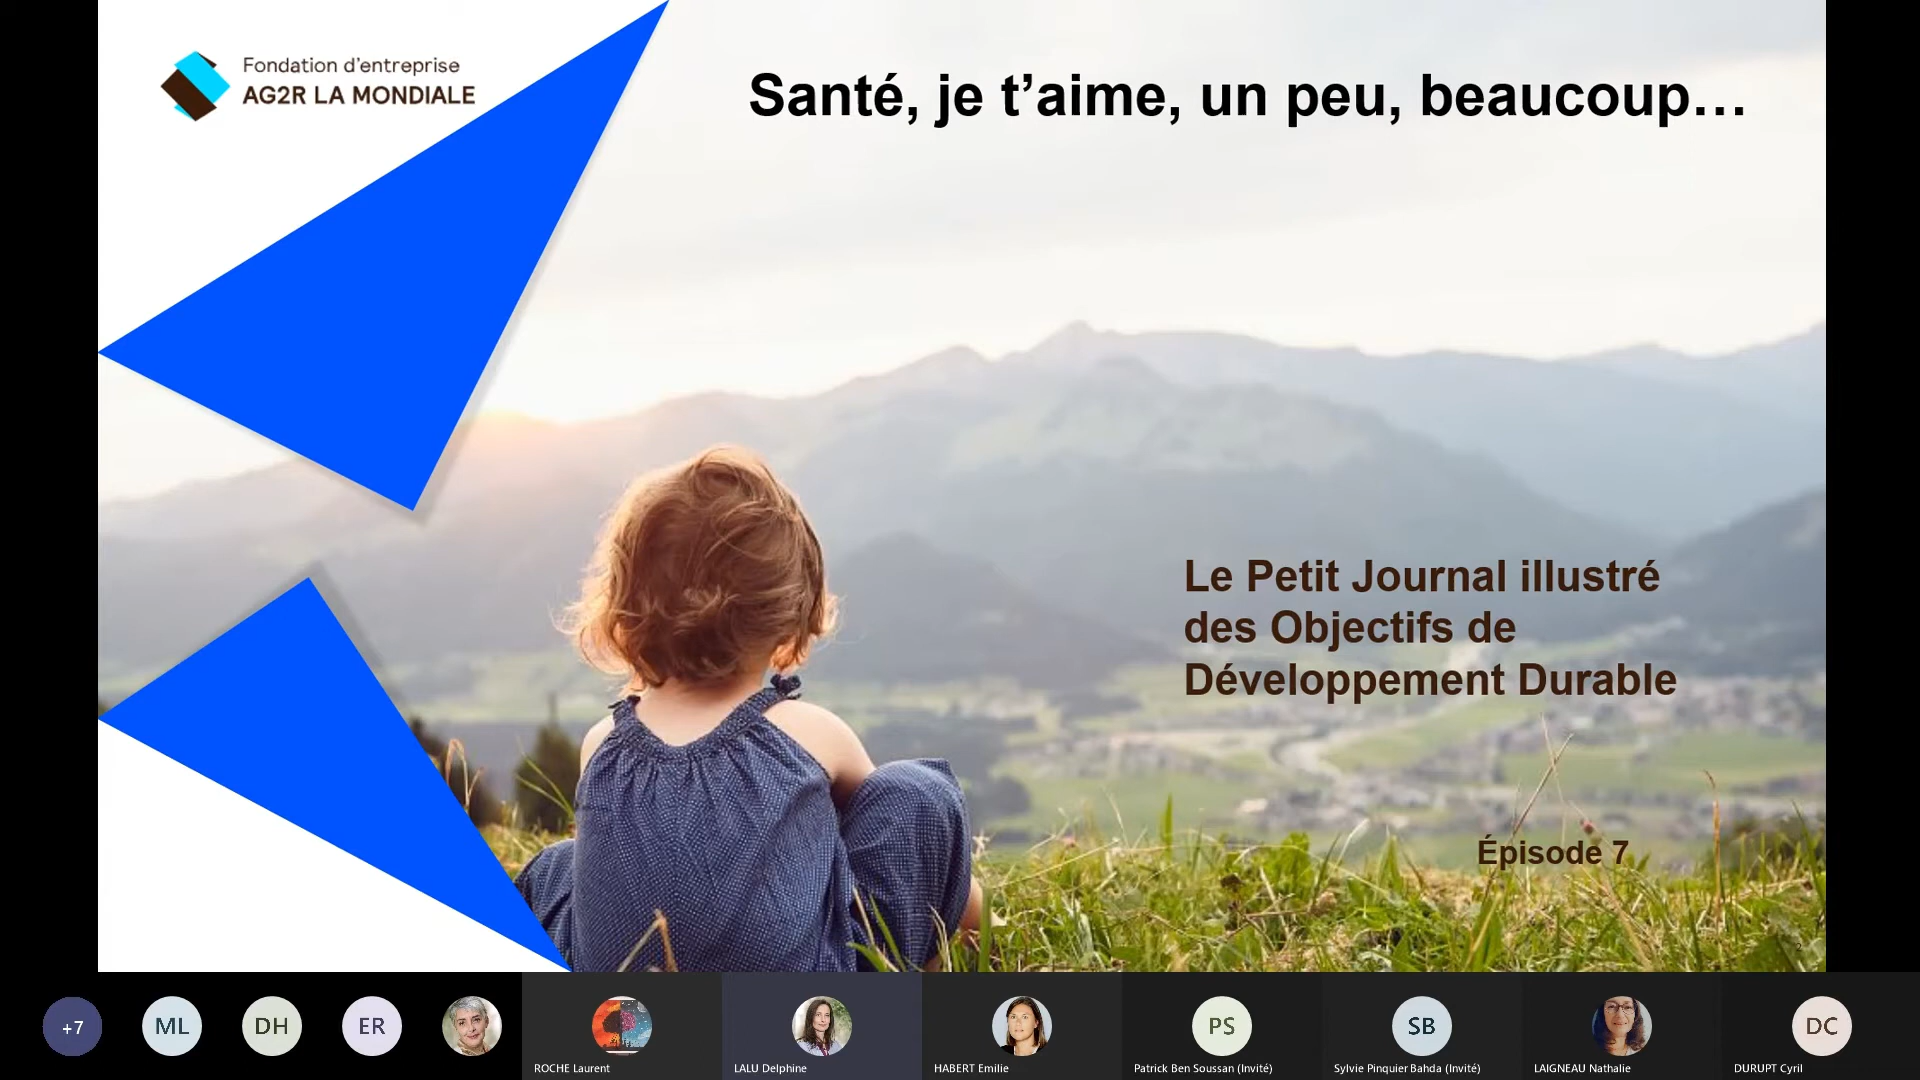 Fondation d'entreprise
AG2R LA MONDIALE
Santé, je t’aime, un peu, beaucoup…
Le Petit Journal illustré
des Objectifs de
Développement Durable
Épisode 7
2
+7
ML
DH
ER
PS
SB
DC
ROCHE Laurent
LALU Delphine
HABERT Emilie
Patrick Ben Soussan (Invité)
Sylvie Pinquier Bahda (Invité)
LAIGNEAU Nathalie
DURUPT Cyril